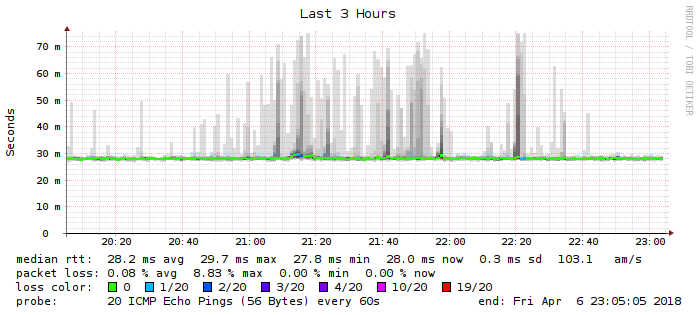 Last 3 Hours
RRDTOOL / TOBI OETIKER
Seconds
70 m
60 m
50 m
40 m
30 m
20 m
10 m
0
20:20 20:40 21:00 21:20 21:40 22:00 22:20 22:40 23:00
median rtt: 28.2 ms avg 29.7 ms max 27.8 ms min 28.0 ms now 0.3 ms sd 103.1 am/s
packet loss: 0.08 % avg 8.83 % max 0.00 % min 0.00 % now
loss color: 0 1/20 2/20 3/20 4/20 10/20 19/20
probe: 20 ICMP Echo Pings (56 Bytes) every 60s end: Fri Apr 6 23:05:05 2018